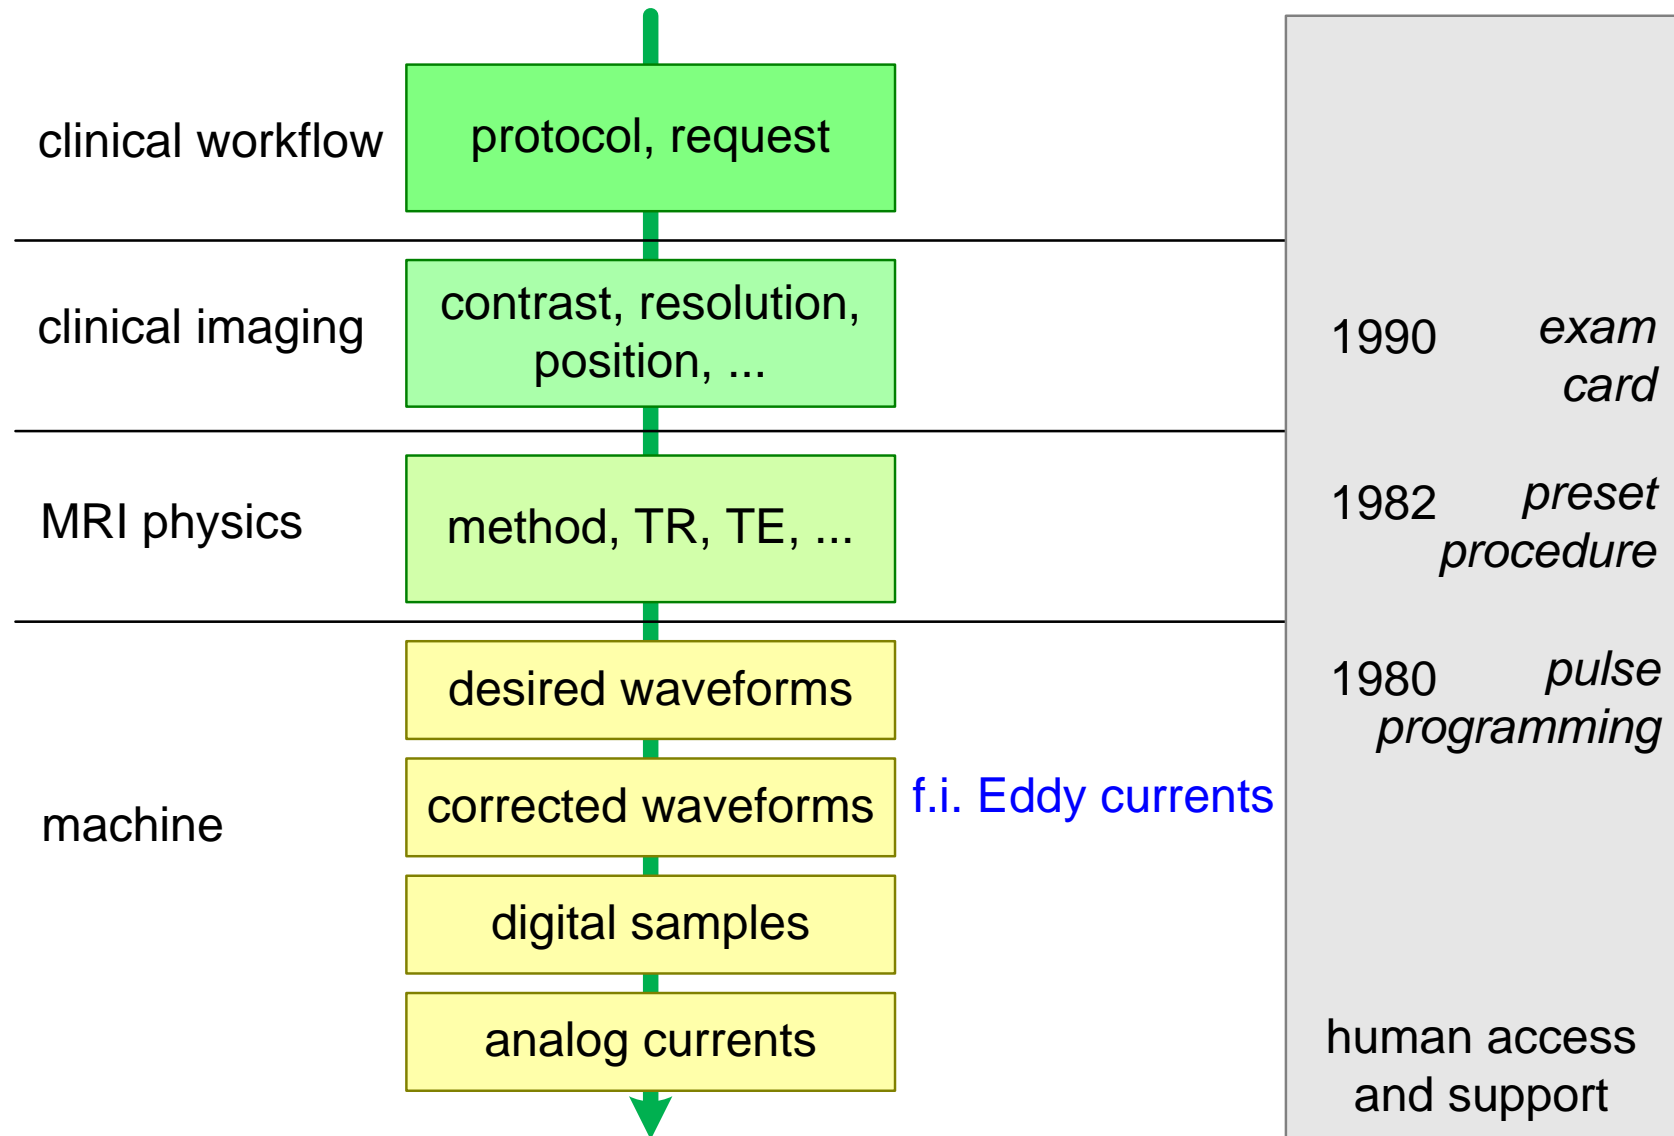 clinical workflow
protocol, request
clinical imaging
contrast, resolution,
position, ...
1990
exam
card
MRI physics
method, TR, TE, ...
1982
preset
procedure
machine
desired waveforms
1980
pulse
programming
corrected waveforms
f.i. Eddy currents
digital samples
analog currents
human access
and support